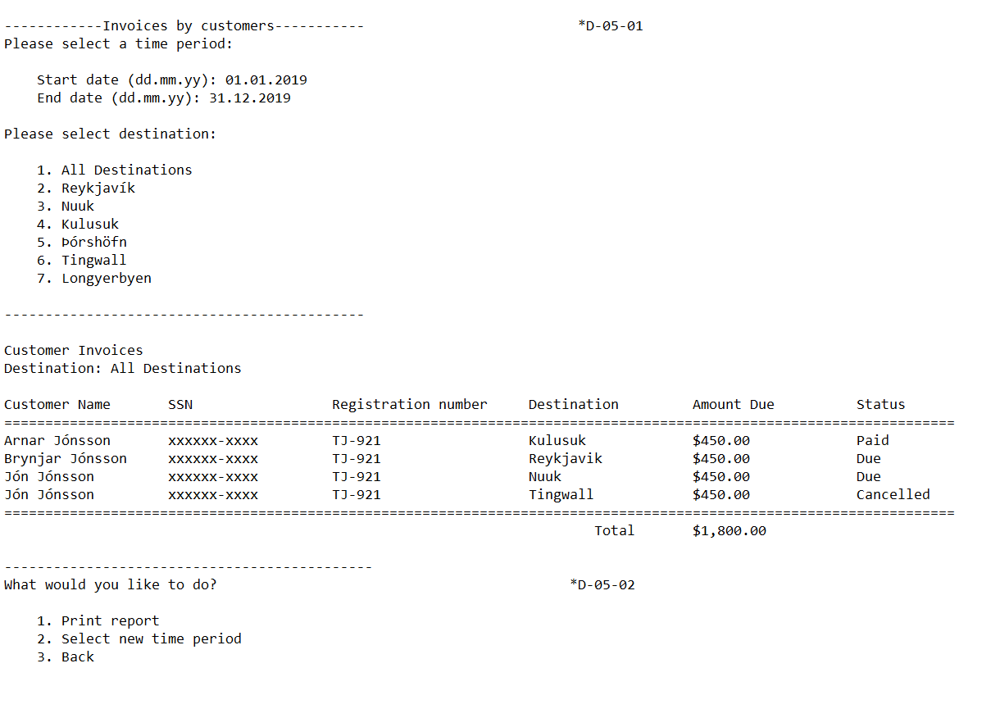 ------------Invoices by customers-----------                          *D-05-01
Please select a time period:

    Start date (dd.mm.yy): 01.01.2019
    End date (dd.mm.yy): 31.12.2019

Please select destination:

    1. All Destinations
    2. Reykjavík
    3. Nuuk
    4. Kulusuk
    5. Þórshöfn
    6. Tingwall
    7. Longyerbyen

--------------------------------------------

Customer Invoices
Destination: All Destinations

Customer Name       SSN                 Registration number     Destination         Amount Due          Status
====================================================================================================================
Arnar Jónsson       xxxxxx-xxxx         TJ-921                  Kulusuk             $450.00             Paid
Brynjar Jónsson     xxxxxx-xxxx         TJ-921                  Reykjavik           $450.00             Due
Jón Jónsson         xxxxxx-xxxx         TJ-921                  Nuuk                $450.00             Due
Jón Jónsson         xxxxxx-xxxx         TJ-921                  Tingwall            $450.00             Cancelled
====================================================================================================================
                                                                        Total       $1,800.00

---------------------------------------------
What would you like to do?                                           *D-05-02

    1. Print report
    2. Select new time period
    3. Back